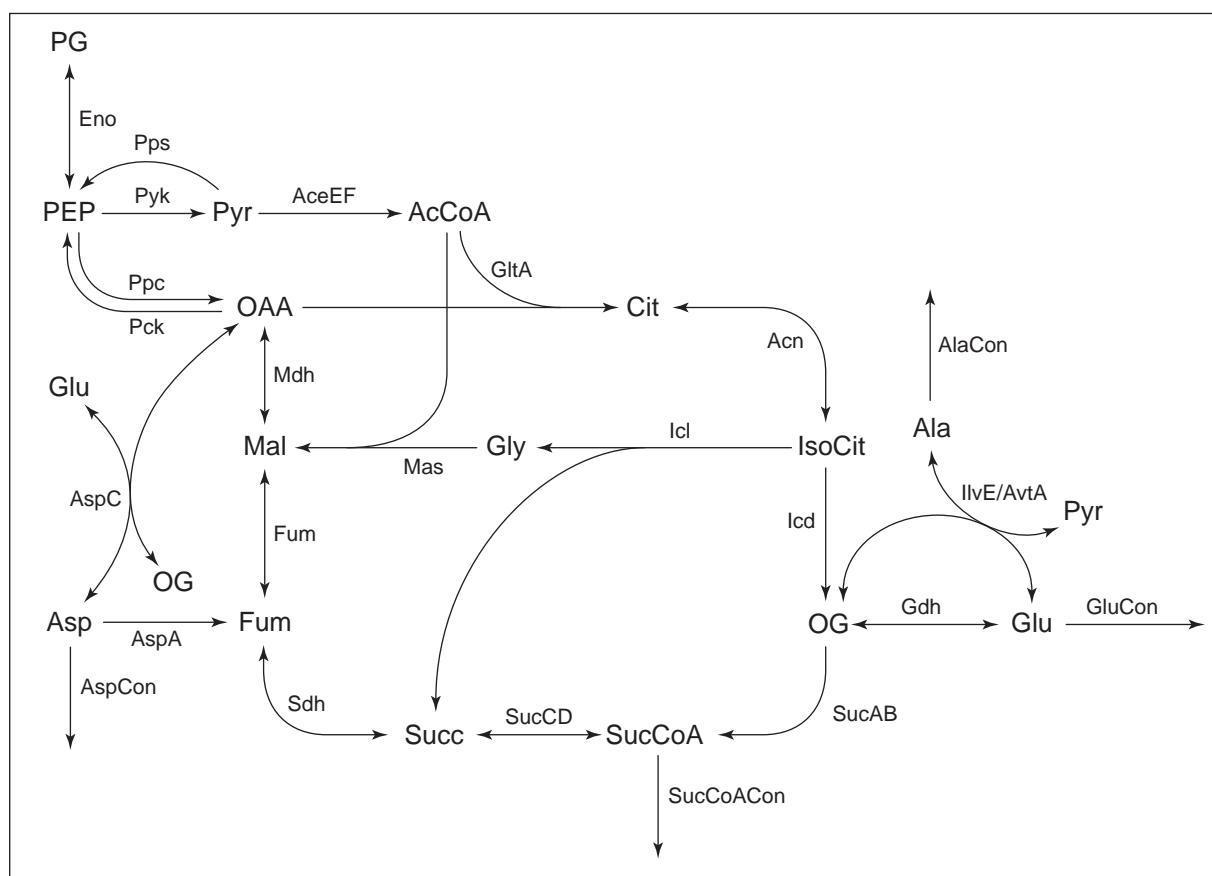 PG
Eno
Pps
PEP
Pyk
Pyr
AceEF
AcCoA
GltA
Ppc
OAA
Cit
Pck
Acn
AlaCon
Mdh
Glu
Mal
Mas
Gly
Icl
IsoCit
Ala
AspC
IlvE/AvtA
Fum
Icd
Pyr
OG
Asp
AspA
Fum
OG
Gdh
Glu
GluCon
AspCon
Sdh
Succ
SucCD
SucCoA
SucAB
SucCoACon